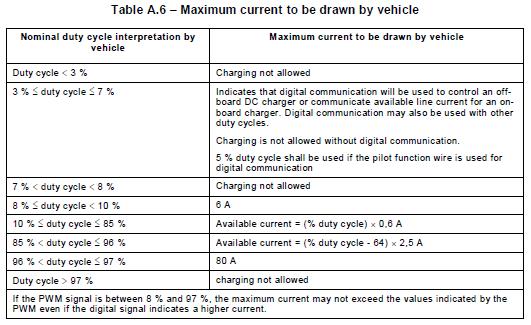 Table A.6 – Maximum current to be drawn by vehicle
Nominal duty cycle interpretation by
vehicle
Maximum current to be drawn by vehicle
Duty cycle < 3 %
Charging not allowed
3 % ≤ duty cycle ≤ 7 %
Indicates that digital communication will be used to control an off-
board DC charger or communicate available line current for an on-
board charger. Digital communication may also be used with other
duty cycles.
Charging is not allowed without digital communication.
5 % duty cycle shall be used if the pilot function wire is used for
digital communication
7 % < duty cycle < 8 %
Charging not allowed
8 % ≤ duty cycle < 10 %
6 A
10 % ≤ duty cycle ≤ 85 %
Available current = (% duty cycle) × 0,6 A
85 % < duty cycle ≤ 96 %
Available current = (% duty cycle - 64) × 2,5 A
96 % < duty cycle ≤ 97 %
80 A
Duty cycle > 97 %
charging not allowed
If the PWM signal is between 8 % and 97 %, the maximum current may not exceed the values indicated by the
PWM even if the digital signal indicates a higher current.